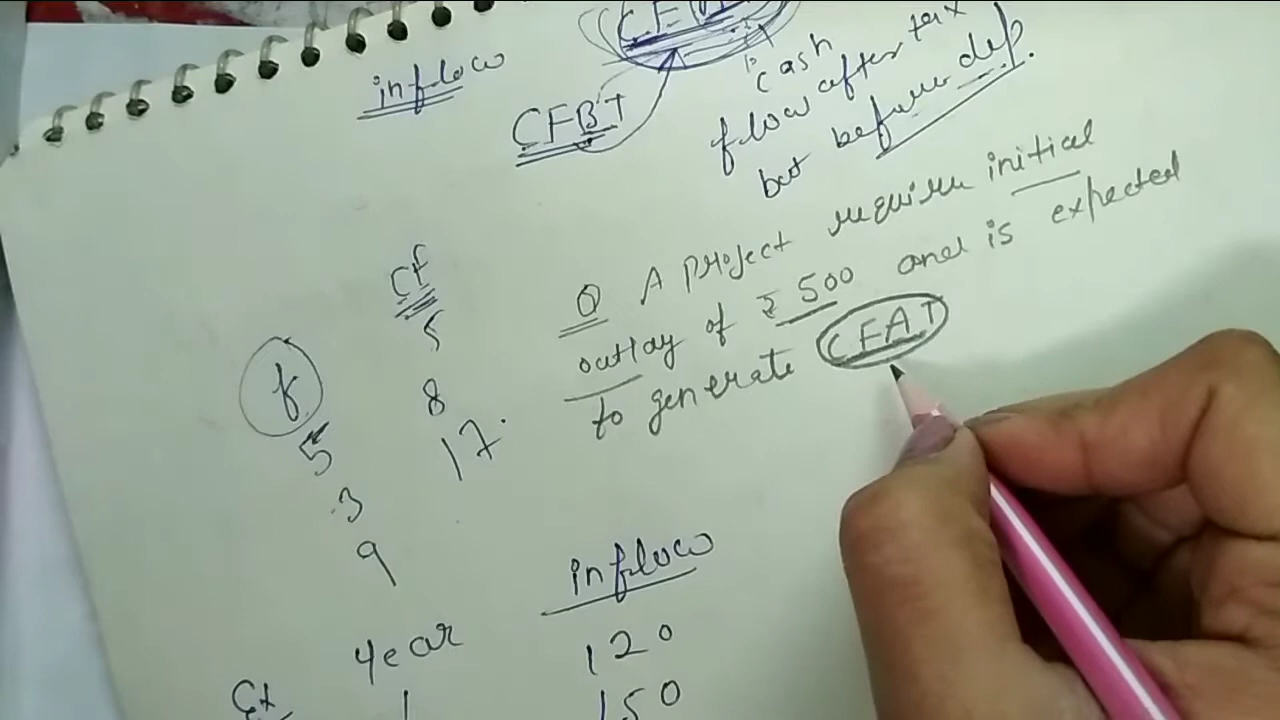 inflow
CFBT
cash
flow after tax
but before dep.
Q A project require initial
outlay of ₹ 500 and is expected
to generate CFAT
f
5
3
9
cf
5
8
17.
Year
1
inflow
120
150